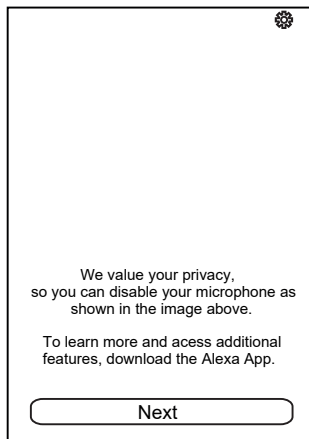 We value your privacy,
so you can disable your microphone as
shown in the image above.
To learn more and acess additional
features, download the Alexa App.
Next